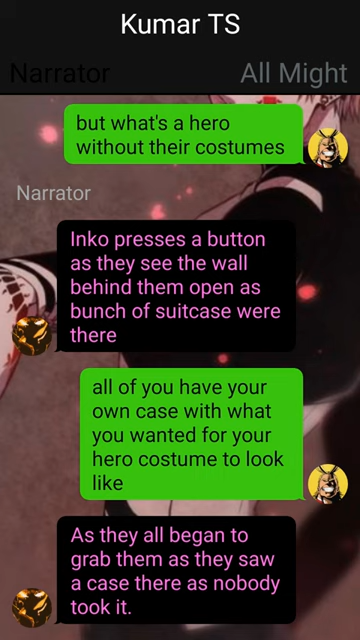 Kumar TS
Narrator
All Might
but what's a hero
without their costumes
Narrator
Inko presses a button
as they see the wall
behind them open as
bunch of suitcase were
there
all of you have your
own case with what
you wanted for your
hero costume to look
like
As they all began to
grab them as they saw
a case there as nobody
took it.